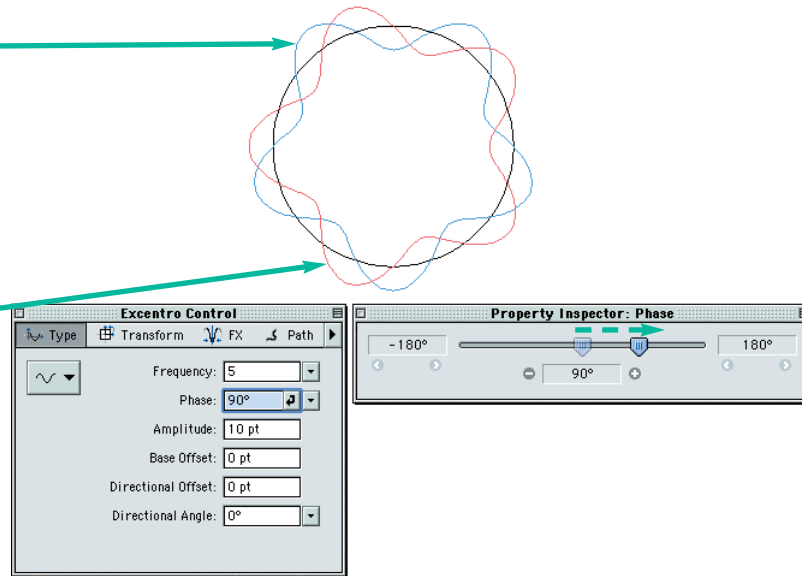 Excentro Control
Type Transform FX Path
Frequency: 5
Phase: 90°
Amplitude: 10 pt
Base Offset: 0 pt
Directional Offset: 0 pt
Directional Angle: 0°
Property Inspector: Phase
-180° 180°
90°